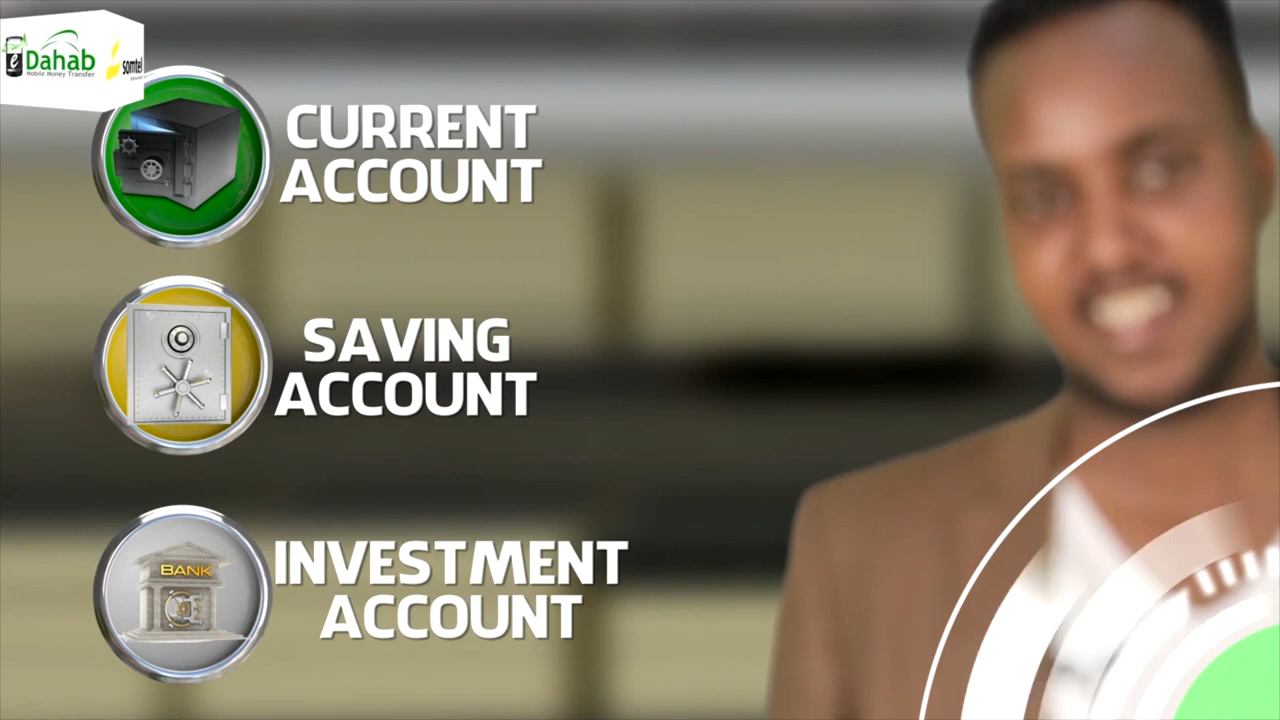 eDahab
Mobile Money Transfer
somtel
CURRENT
ACCOUNT
SAVING
ACCOUNT
BANK
INVESTMENT
ACCOUNT